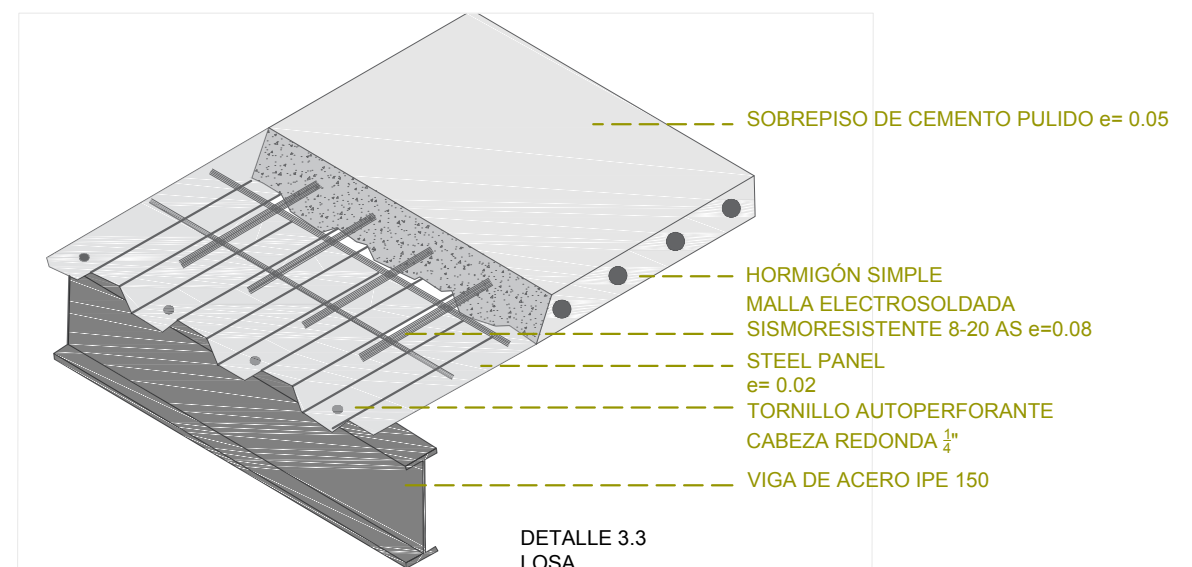 SOBREPISO DE CEMENTO PULIDO e= 0.05
HORMIGÓN SIMPLE
MALLA ELECTROSOLDADA
SISMORESISTENTE 8-20 AS e=0.08
STEEL PANEL
e= 0.02
TORNILLO AUTOPERFORANTE
CABEZA REDONDA 1/4"
VIGA DE ACERO IPE 150
DETALLE 3.3
LOSA